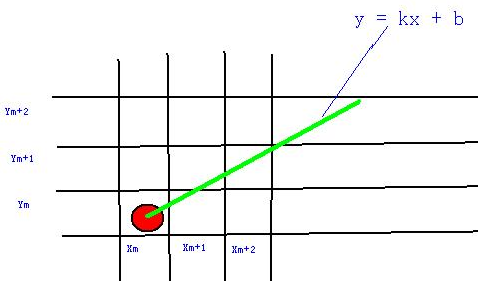 y = kx + b
Ym+2
Ym+1
Ym
Xm
Xm+1
Xm+2